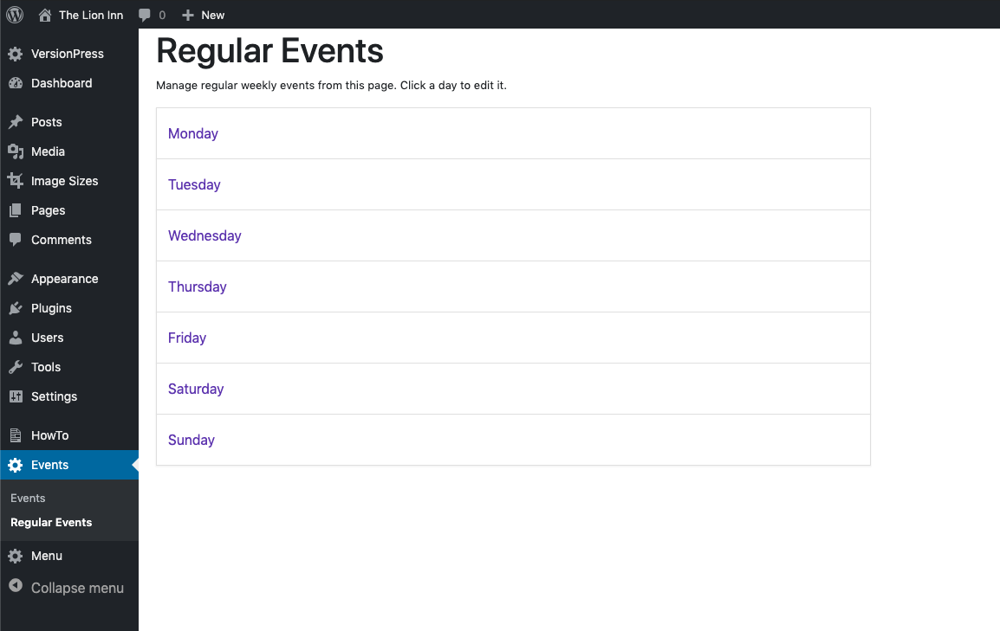 The Lion Inn 0 New
VersionPress
Dashboard
Posts
Media
Image Sizes
Pages
Comments
Appearance
Plugins
Users
Tools
Settings
HowTo
Events
Events
Regular Events
Menu
Collapse menu
Regular Events
Manage regular weekly events from this page. Click a day to edit it.
Monday
Tuesday
Wednesday
Thursday
Friday
Saturday
Sunday